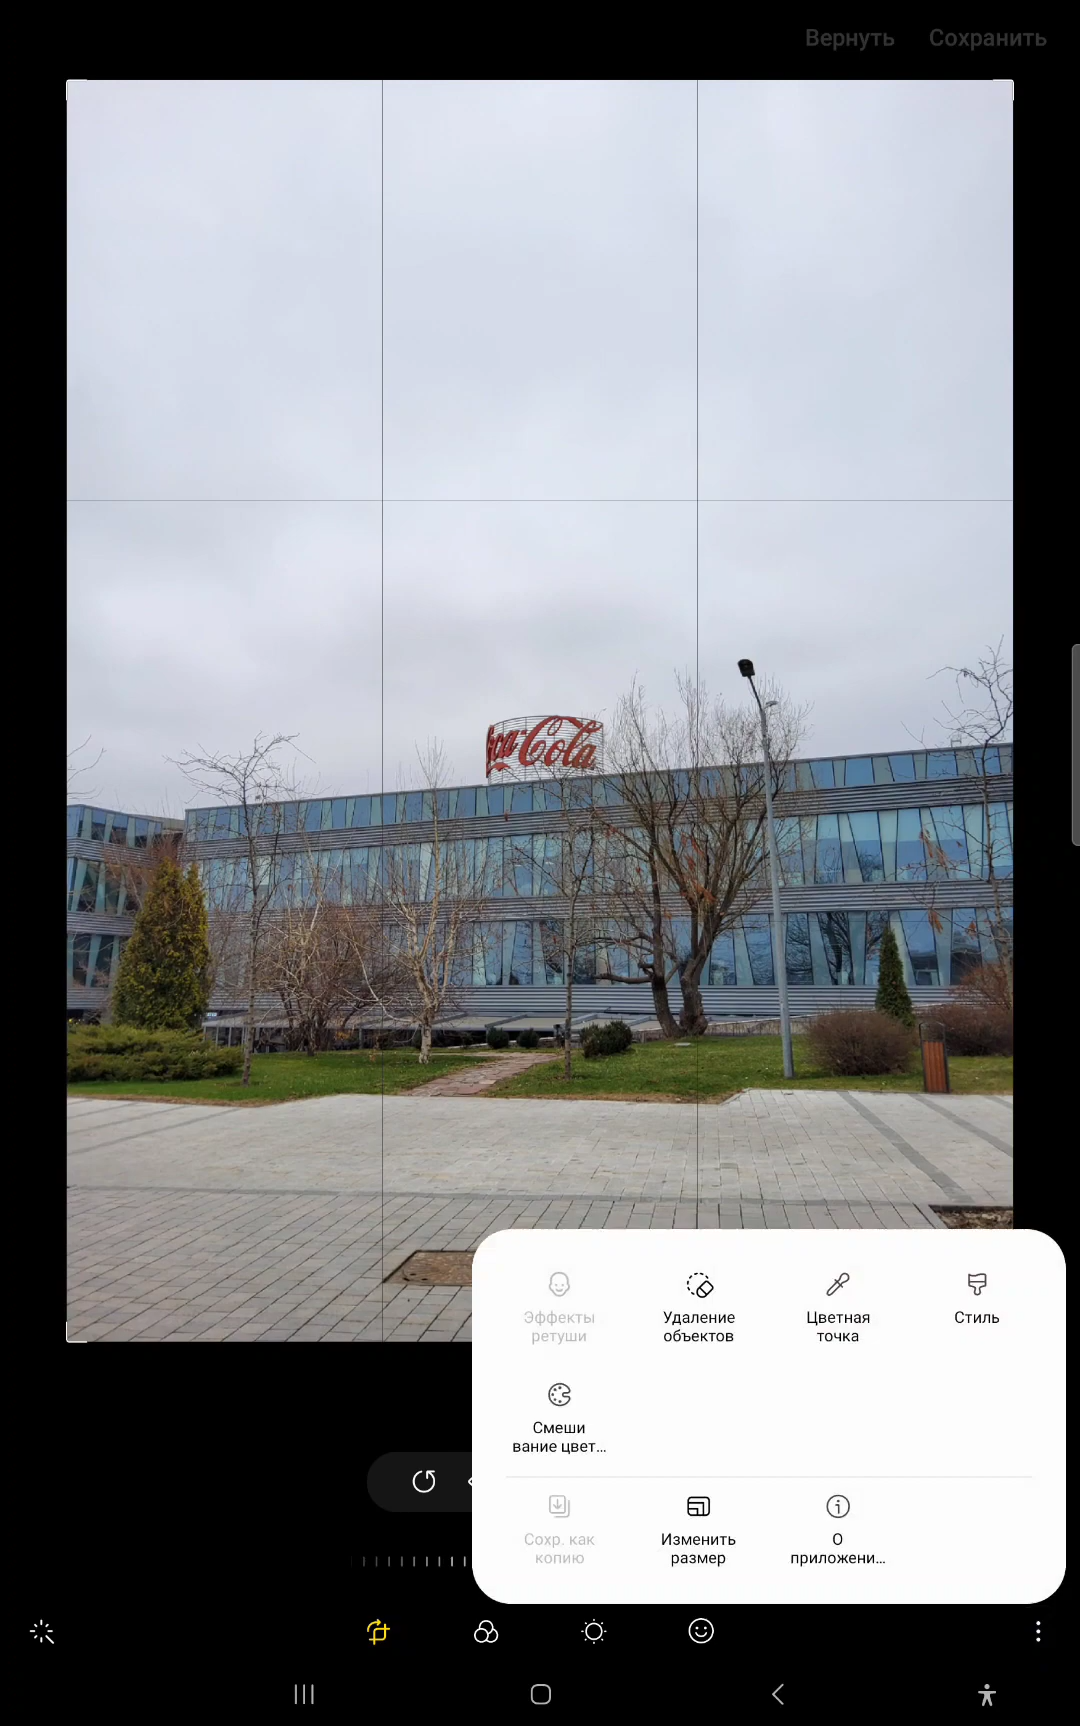 Вернуть Сохранить
Coca-Cola
Эффекты ретуши
Удаление объектов
Цветная точка
Стиль
Смеши вание цвет...
Сохр. как копию
Изменить размер
О приложени...